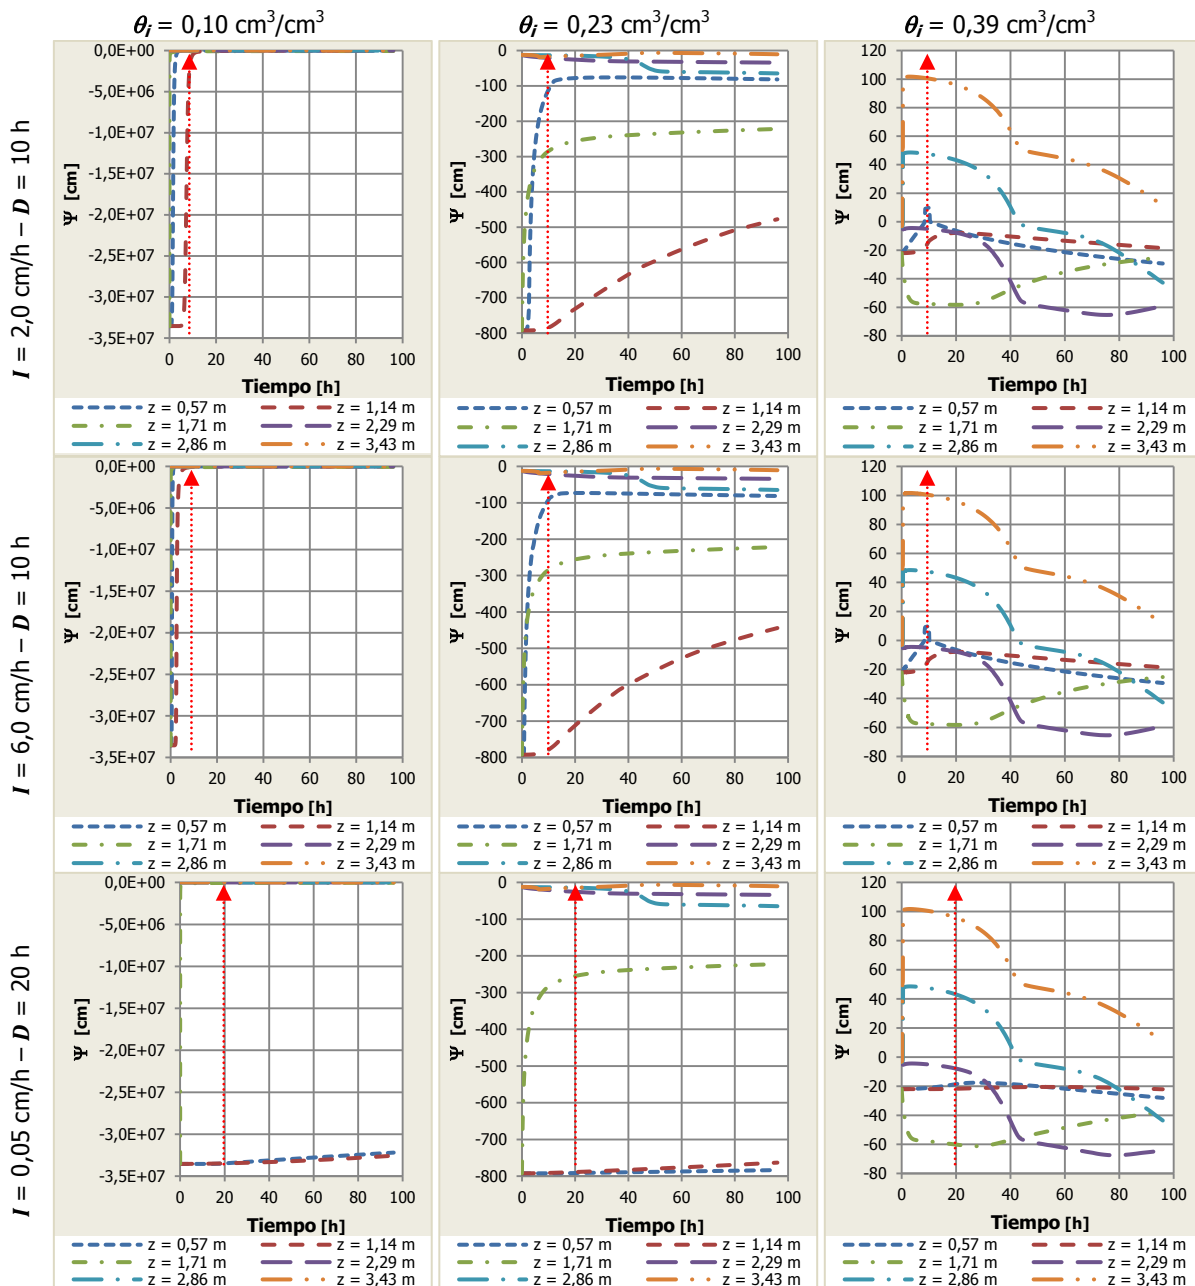 θi = 0,10 cm³/cm³
θi = 0,23 cm³/cm³
θi = 0,39 cm³/cm³
I = 2,0 cm/h – D = 10 h
Ψ [cm]
0,0E+00
-5,0E+06
-1,0E+07
-1,5E+07
-2,0E+07
-2,5E+07
-3,0E+07
-3,5E+07
0 20 40 60 80 100
Tiempo [h]
z = 0,57 m z = 1,14 m
z = 1,71 m z = 2,29 m
z = 2,86 m z = 3,43 m
Ψ [cm]
0
-100
-200
-300
-400
-500
-600
-700
-800
0 20 40 60 80 100
Tiempo [h]
z = 0,57 m z = 1,14 m
z = 1,71 m z = 2,29 m
z = 2,86 m z = 3,43 m
Ψ [cm]
120
100
80
60
40
20
0
-20
-40
-60
-80
0 20 40 60 80 100
Tiempo [h]
z = 0,57 m z = 1,14 m
z = 1,71 m z = 2,29 m
z = 2,86 m z = 3,43 m
I = 6,0 cm/h – D = 10 h
Ψ [cm]
0,0E+00
-5,0E+06
-1,0E+07
-1,5E+07
-2,0E+07
-2,5E+07
-3,0E+07
-3,5E+07
0 20 40 60 80 100
Tiempo [h]
z = 0,57 m z = 1,14 m
z = 1,71 m z = 2,29 m
z = 2,86 m z = 3,43 m
Ψ [cm]
0
-100
-200
-300
-400
-500
-600
-700
-800
0 20 40 60 80 100
Tiempo [h]
z = 0,57 m z = 1,14 m
z = 1,71 m z = 2,29 m
z = 2,86 m z = 3,43 m
Ψ [cm]
120
100
80
60
40
20
0
-20
-40
-60
-80
0 20 40 60 80 100
Tiempo [h]
z = 0,57 m z = 1,14 m
z = 1,71 m z = 2,29 m
z = 2,86 m z = 3,43 m
I = 0,05 cm/h – D = 20 h
Ψ [cm]
0,0E+00
-5,0E+06
-1,0E+07
-1,5E+07
-2,0E+07
-2,5E+07
-3,0E+07
-3,5E+07
0 20 40 60 80 100
Tiempo [h]
z = 0,57 m z = 1,14 m
z = 1,71 m z = 2,29 m
z = 2,86 m z = 3,43 m
Ψ [cm]
0
-100
-200
-300
-400
-500
-600
-700
-800
0 20 40 60 80 100
Tiempo [h]
z = 0,57 m z = 1,14 m
z = 1,71 m z = 2,29 m
z = 2,86 m z = 3,43 m
Ψ [cm]
120
100
80
60
40
20
0
-20
-40
-60
-80
0 20 40 60 80 100
Tiempo [h]
z = 0,57 m z = 1,14 m
z = 1,71 m z = 2,29 m
z = 2,86 m z = 3,43 m